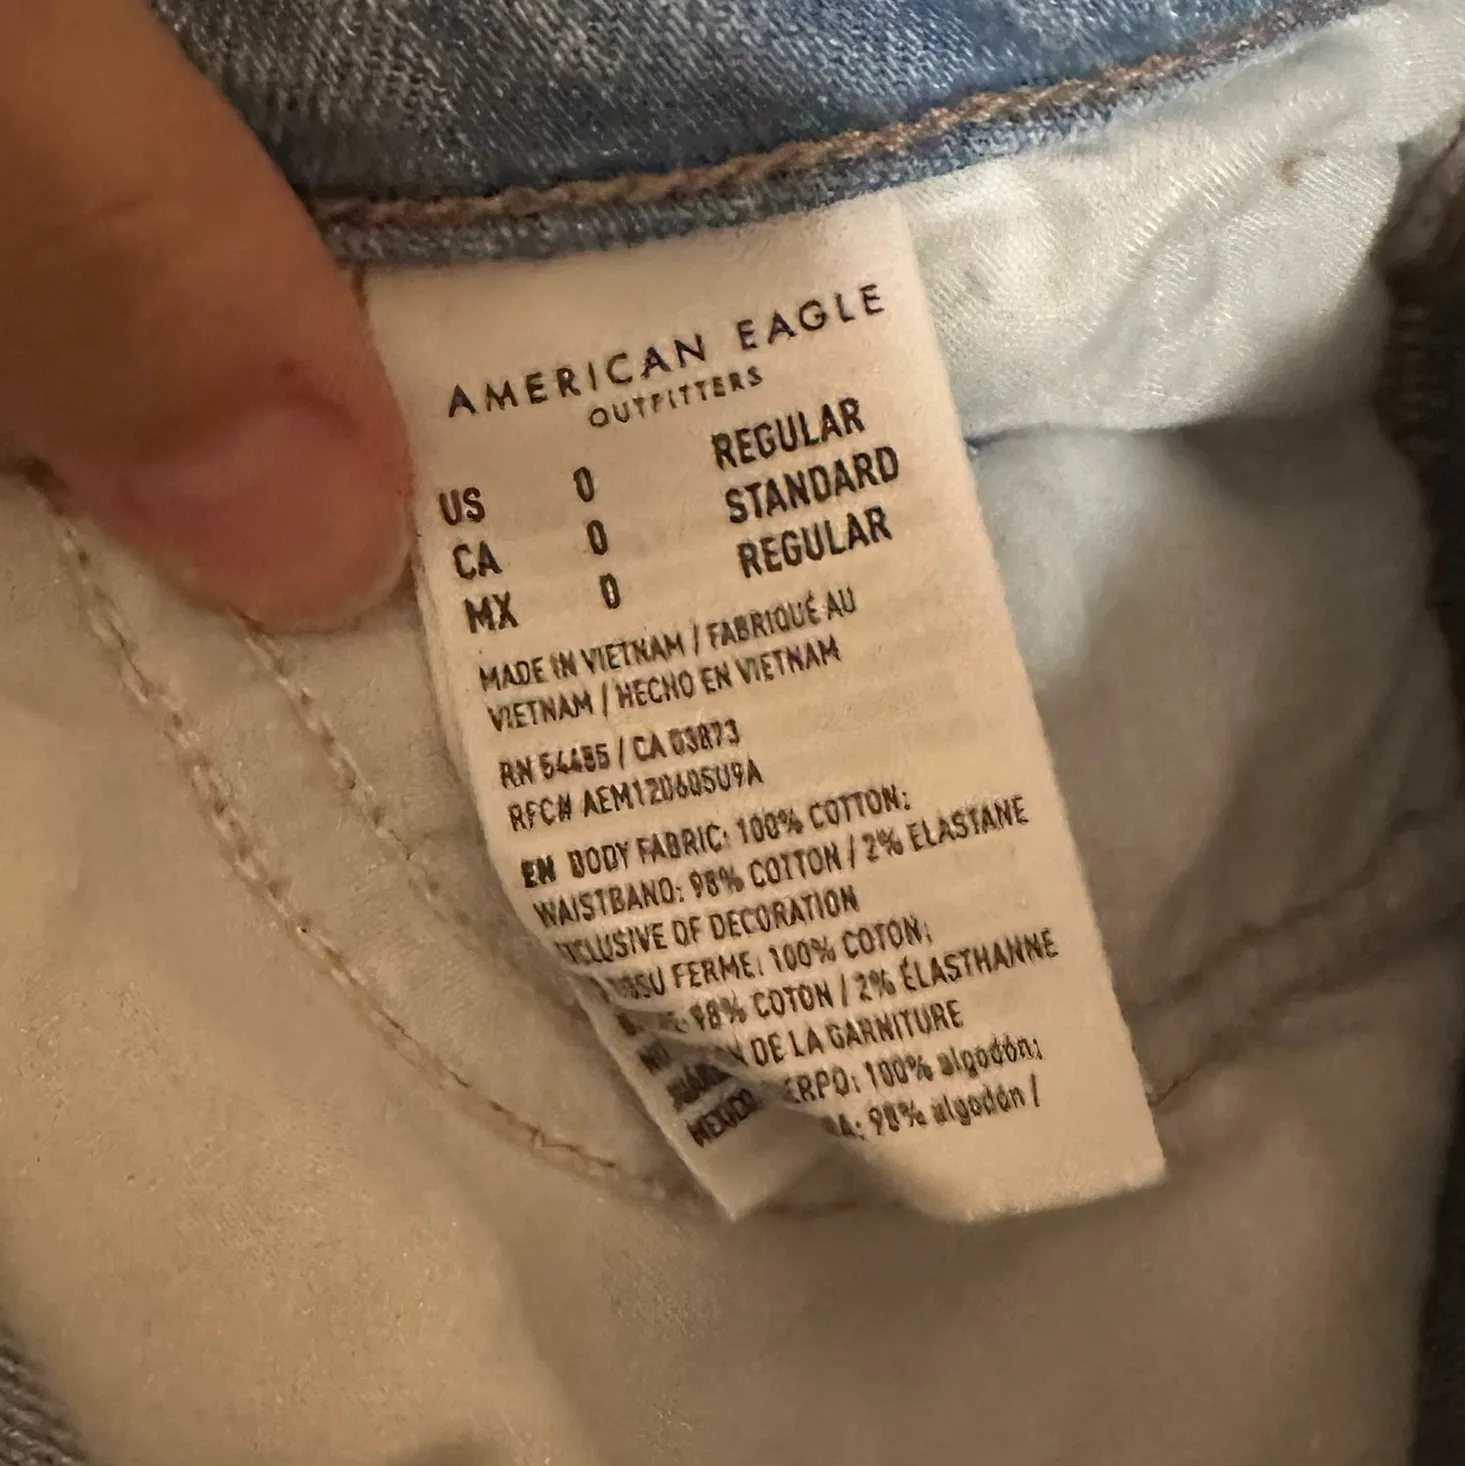 AMERICAN EAGLE
OUTFITTERS
US 0 REGULAR
CA 0 STANDARD
MX 0 REGULAR
MADE IN VIETNAM / FABRIQUÉ AU
VIETNAM / HECHO EN VIETNAM
RN 54485 / CA 03873
RFC# AEM120605U9A
EN BODY FABRIC: 100% COTTON;
WAISTBAND: 98% COTTON / 2% ELASTANE
EXCLUSIVE OF DECORATION
FERME: 100% COTON;
98% COTON / 2% ÉLASTHANNE
DE LA GARNITURE
MEXICO 100% algodón;
98% algodón /